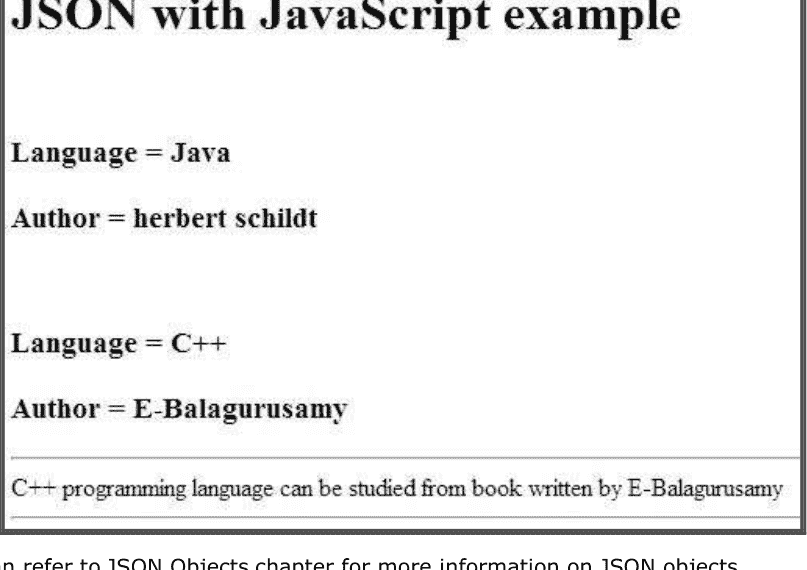 JSON with JavaScript example
Language = Java
Author = herbert schildt
Language = C++
Author = E-Balagurusamy
C++ programming language can be studied from book written by E-Balagurusamy
refer to JSON Objects chapter for more information on JSON objects